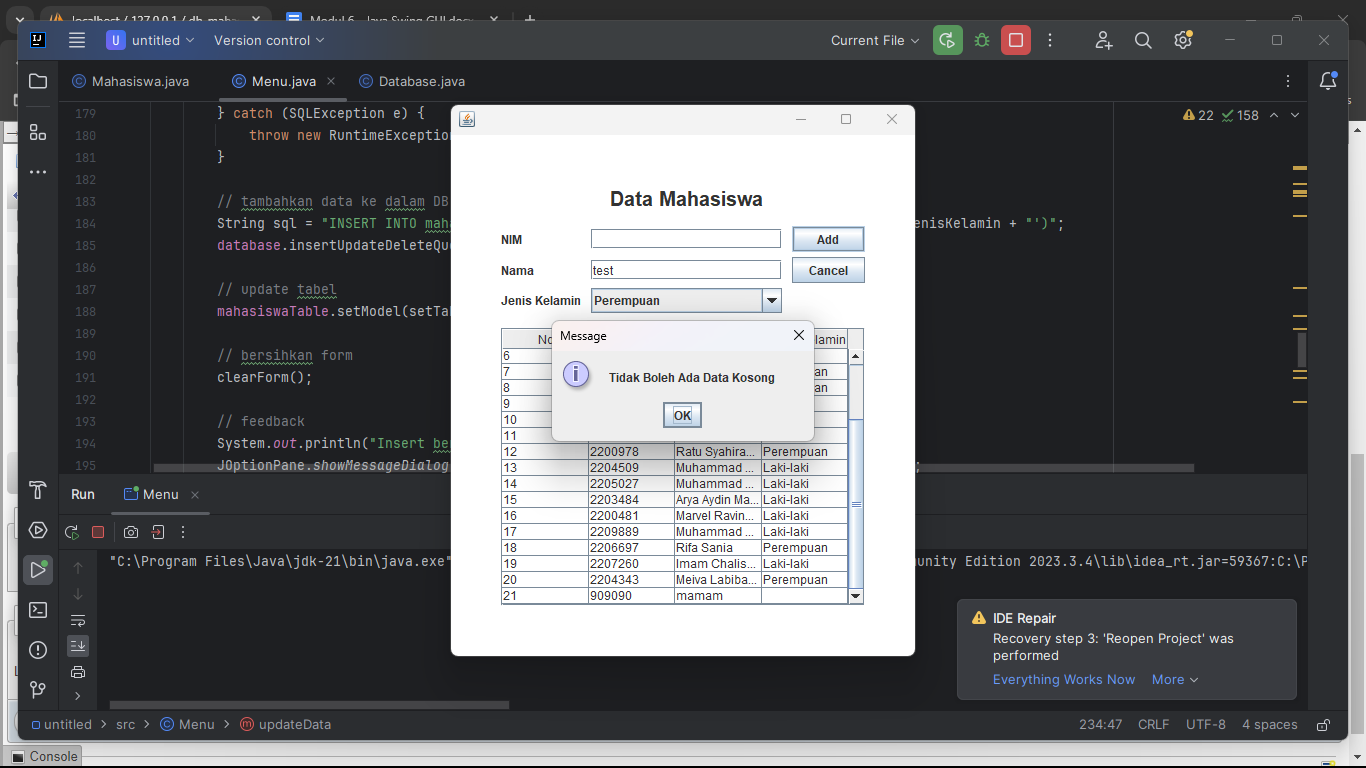 localhost / 127.0.0.1 / db_maha
Modul 6 - Java Swing GUI.docx
untitled
Version control
Current File
Mahasiswa.java
Menu.java
Database.java
22
158
179 } catch (SQLException e) {
180 throw new RuntimeException
181 }
182
183 // tambahkan data ke dalam DB
184 String sql = "INSERT INTO mah
enisKelamin + "')";
185 database.insertUpdateDeleteQu
186
187 // update tabel
188 mahasiswaTable.setModel(setTa
189
190 // bersihkan form
191 clearForm();
192
193 // feedback
194 System.out.println("Insert be
195 JOptionPane.showMessageDialog
Data Mahasiswa
NIM
Add
Nama
test
Cancel
Jenis Kelamin
Perempuan
No
lamin
Message
Tidak Boleh Ada Data Kosong
OK
6
7 an
8 an
9
10
11
12 2200978 Ratu Syahira... Perempuan
13 2204509 Muhammad ... Laki-laki
14 2205027 Muhammad ... Laki-laki
15 2203484 Arya Aydin Ma... Laki-laki
16 2200481 Marvel Ravin... Laki-laki
17 2209889 Muhammad ... Laki-laki
18 2206697 Rifa Sania Perempuan
19 2207260 Imam Chalis... Laki-laki
20 2204343 Meiva Labiba... Perempuan
21 909090 mamam
Run
Menu
"C:\Program Files\Java\jdk-21\bin\java.exe"
unity Edition 2023.3.4\lib\idea_rt.jar=59367:C:\P
IDE Repair
Recovery step 3: 'Reopen Project' was
performed
Everything Works Now
More
untitled
src
Menu
updateData
234:47
CRLF
UTF-8
4 spaces
Console